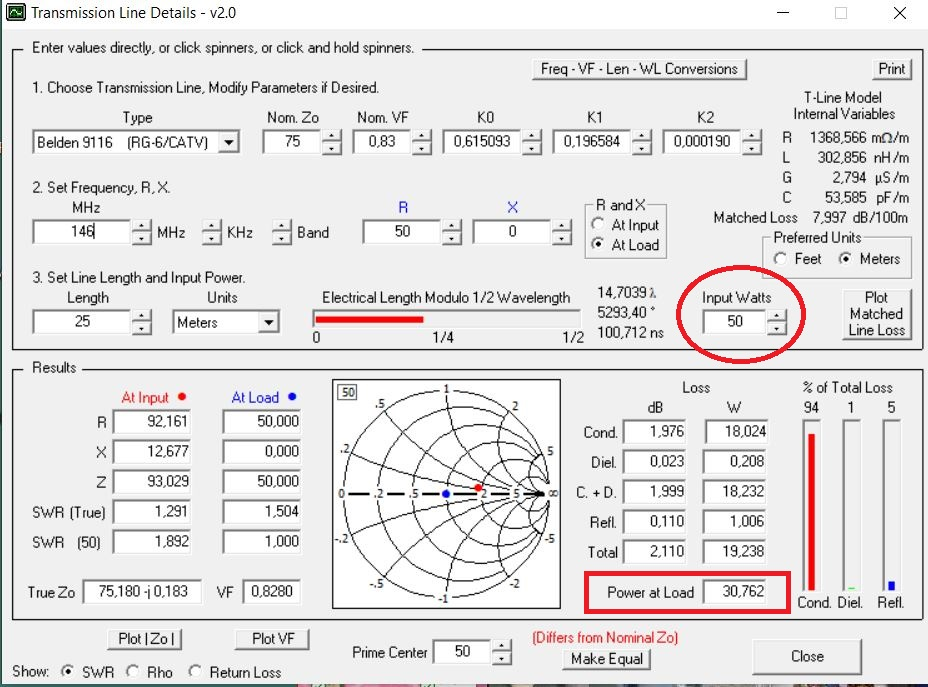 Transmission Line Details - v2.0
Enter values directly, or click spinners, or click and hold spinners.
Freq - VF - Len - WL Conversions
Print
1. Choose Transmission Line, Modify Parameters if Desired.
T-Line Model
Internal Variables
Type Nom. Zo Nom. VF K0 K1 K2
Belden 9116 (RG-6/CATV) 75 0,83 0,615093 0,196584 0,000190
R 1368,566 mΩ/m
L 302,856 nH/m
G 2,794 µS/m
C 53,585 pF/m
Matched Loss 7,997 dB/100m
2. Set Frequency, R, X.
MHz R X
146 MHz KHz Band 50 0
R and X
At Input
At Load
Preferred Units
Feet Meters
3. Set Line Length and Input Power.
Length Units Electrical Length Modulo 1/2 Wavelength
25 Meters
0 1/4 1/2
14,7039 λ
5293,40 °
100,712 ns
Input Watts
50
Plot
Matched
Line Loss
Results
At Input At Load
R 92,161 50,000
X 12,677 0,000
Z 93,029 50,000
SWR (True) 1,291 1,504
SWR (50) 1,892 1,000
True Zo 75,180 -j 0,183 VF 0,8280
50
1
.5 2
.2 5
0 .2 .5 1 2 5 ∞
-.2 -5
-.5 -2
-1
Loss
dB W
Cond. 1,976 18,024
Diel. 0,023 0,208
C. + D. 1,999 18,232
Refl. 0,110 1,006
Total 2,110 19,238
Power at Load 30,762
% of Total Loss
94 1 5
Cond. Diel. Refl.
Plot |Zo| Plot VF
Show: SWR Rho Return Loss
Prime Center 50
(Differs from Nominal Zo)
Make Equal
Close